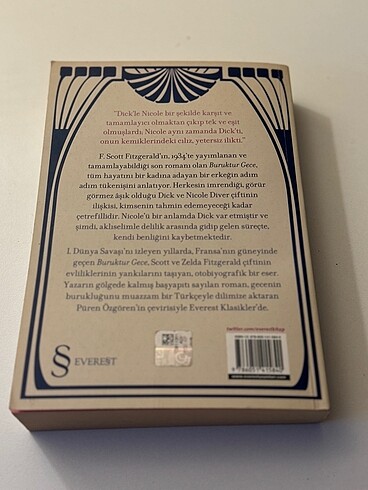 "Dick'le Nicole bir şekilde karşıt ve
tamamlayıcı olmaktan çıkıp tek ve eşit
olmuşlardı; Nicole aynı zamanda Dick'ti,
onun kemiklerindeki cılız, yetersiz ilikti."
F. Scott Fitzgerald'ın, 1934'te yayımlanan ve
tamamlayabildiği son romanı olan Buruktur Gece,
tüm hayatını bir kadına adayan bir erkeğin adım
adım tükenişini anlatıyor. Herkesin imrendiği, görür
görmez âşık olduğu Dick ve Nicole Diver çiftinin
ilişkisi, kimsenin tahmin edemeyeceği kadar
çetrefillidir. Nicole'ü bir anlamda Dick var etmiştir ve
şimdi, aklıselimle delilik arasında gidip gelen süreçte,
kendi benliğini kaybetmektedir.
I. Dünya Savaşı'nı izleyen yıllarda, Fransa'nın güneyinde
geçen Buruktur Gece, Scott ve Zelda Fitzgerald çiftinin
evliliklerinin yankılarını taşıyan, otobiyografik bir eser.
Yazarın gölgede kalmış başyapıtı sayılan roman, gecenin
burukluğunu muazzam bir Türkçeyle dilimize aktaran
Püren Özgören'in çevirisiyle Everest Klasikler'de.
twitter.com/everestkitap
EVEREST